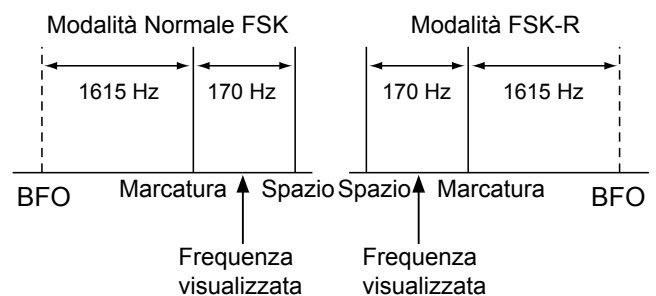 Modalità Normale FSK
Modalità FSK-R
1615 Hz
170 Hz
170 Hz
1615 Hz
BFO
Marcatura
Spazio
Spazio
Marcatura
BFO
Frequenza
visualizzata
Frequenza
visualizzata